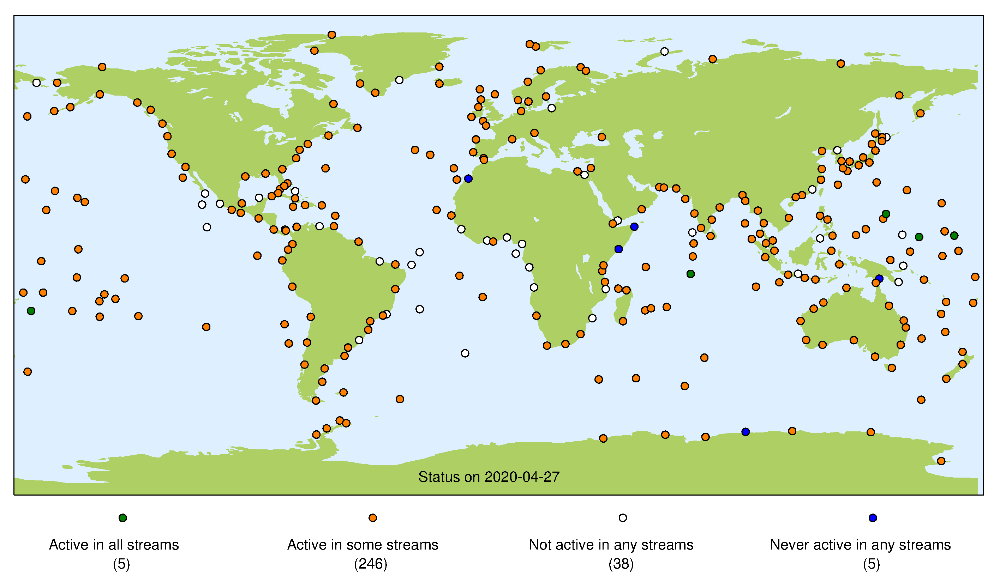 Status on 2020-04-27
Active in all streams
(5)
Active in some streams
(246)
Not active in any streams
(38)
Never active in any streams
(5)